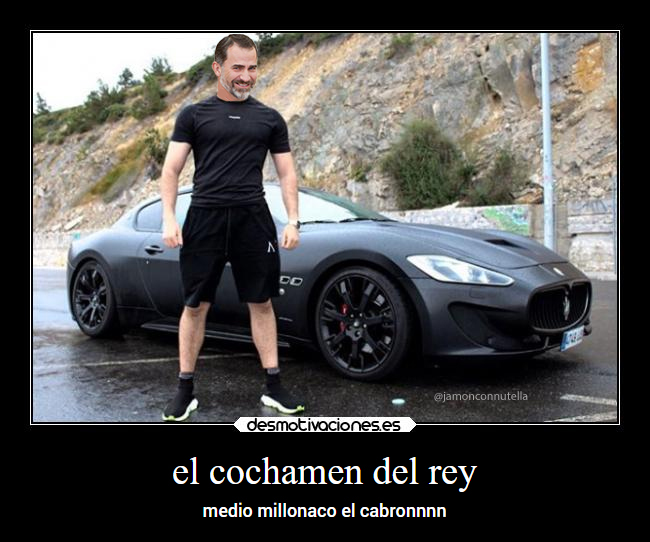 @jamonconnutella
desmotivaciones.es
el cochamen del rey
medio millonaco el cabronnnn